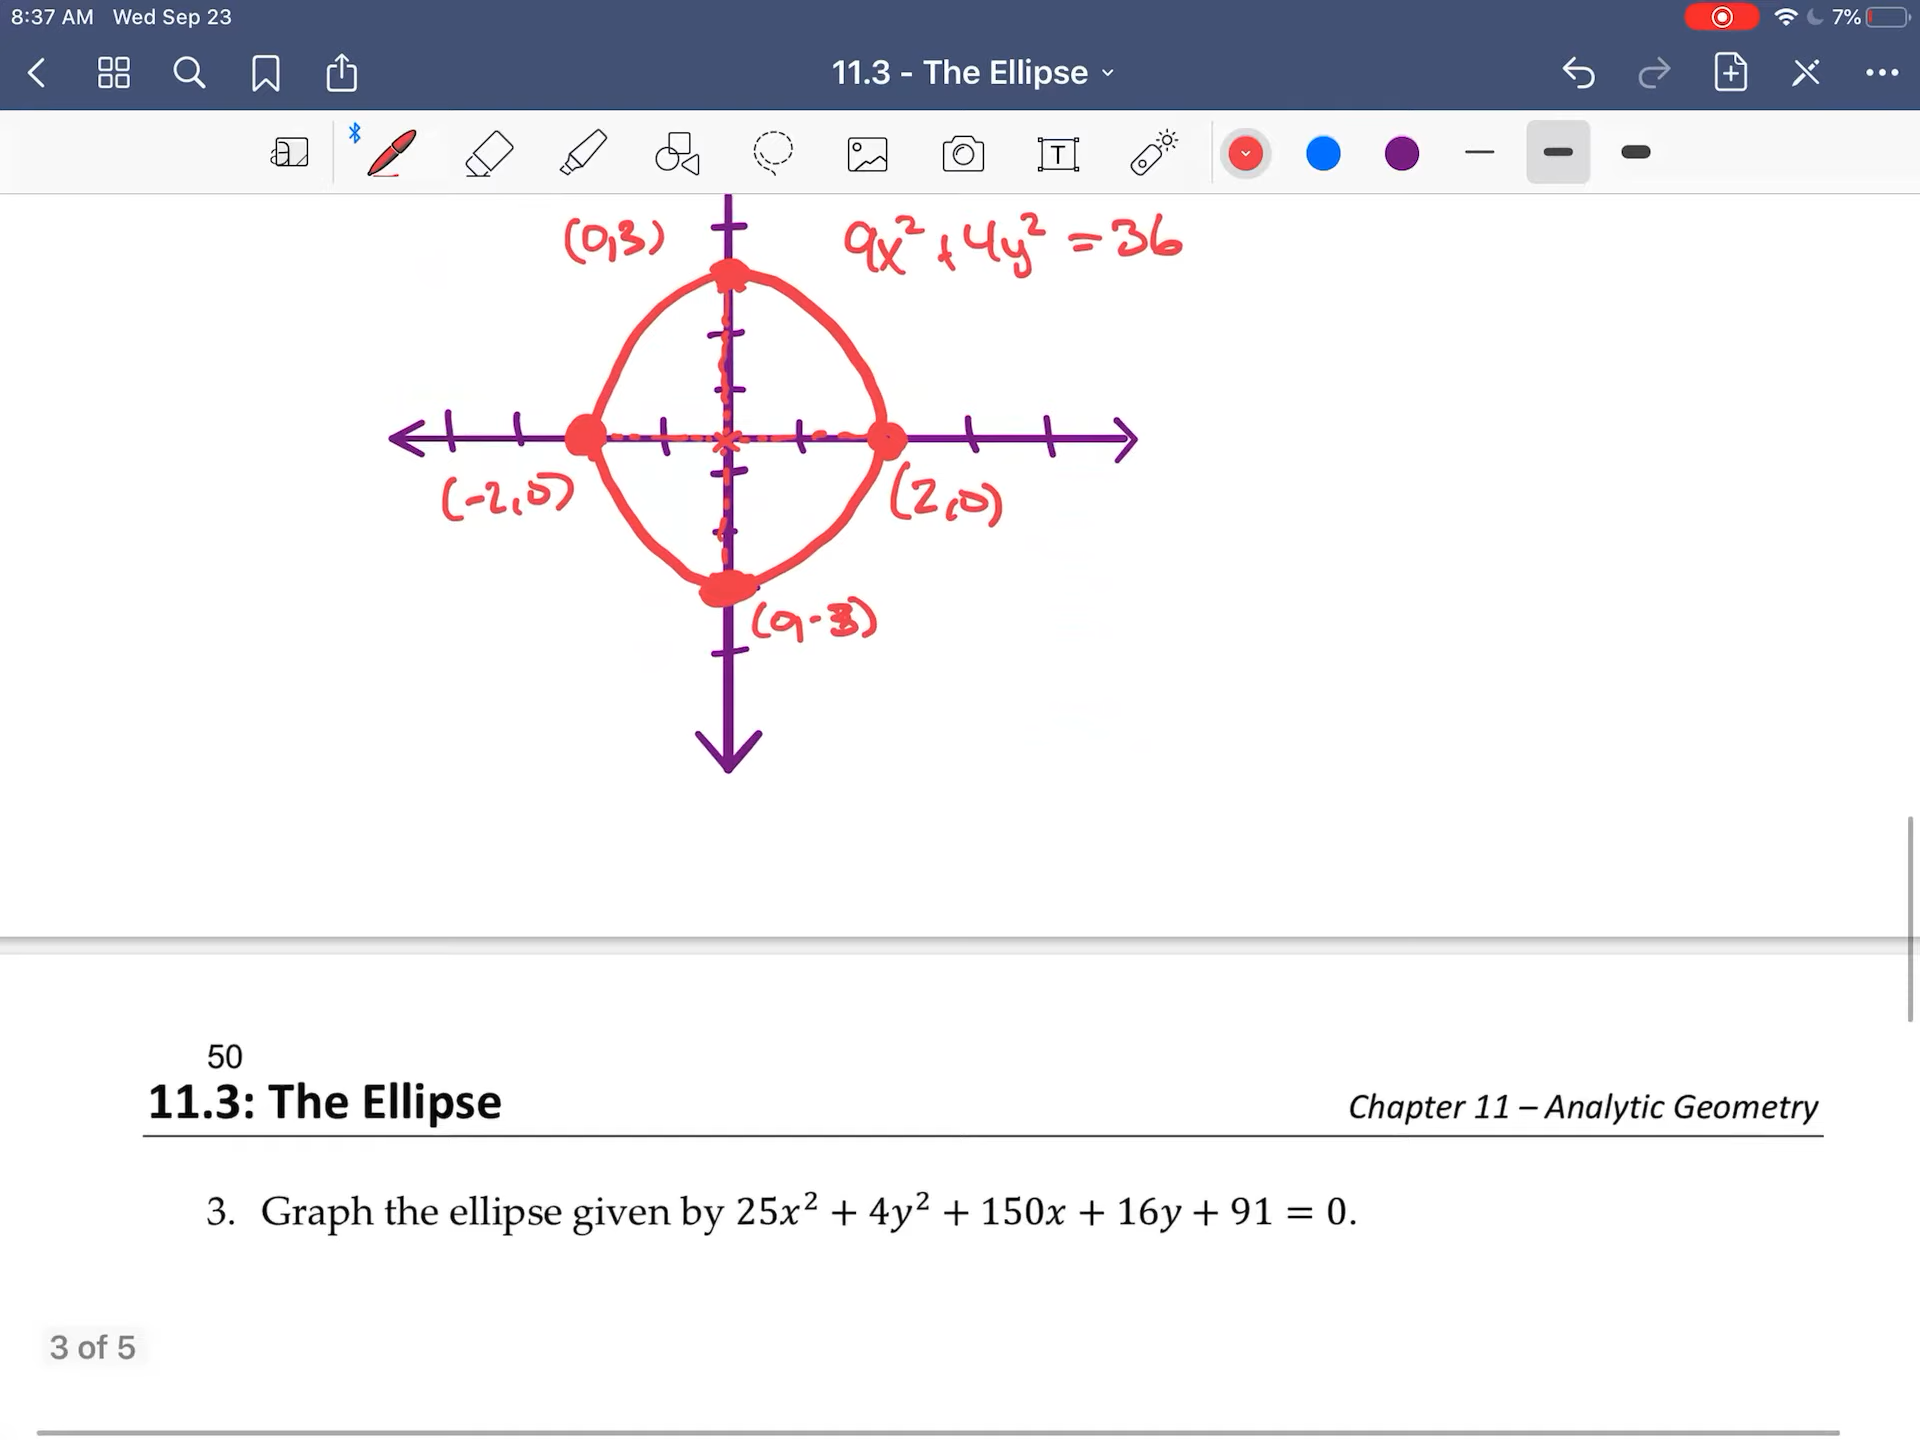 8:37 AM Wed Sep 23
7%
11.3 - The Ellipse
(0,3)
9x² + 4y² = 36
(-2,0)
(2,0)
(0,-3)
50
11.3: The Ellipse
Chapter 11 – Analytic Geometry
3. Graph the ellipse given by 25x² + 4y² + 150x + 16y + 91 = 0.
3 of 5